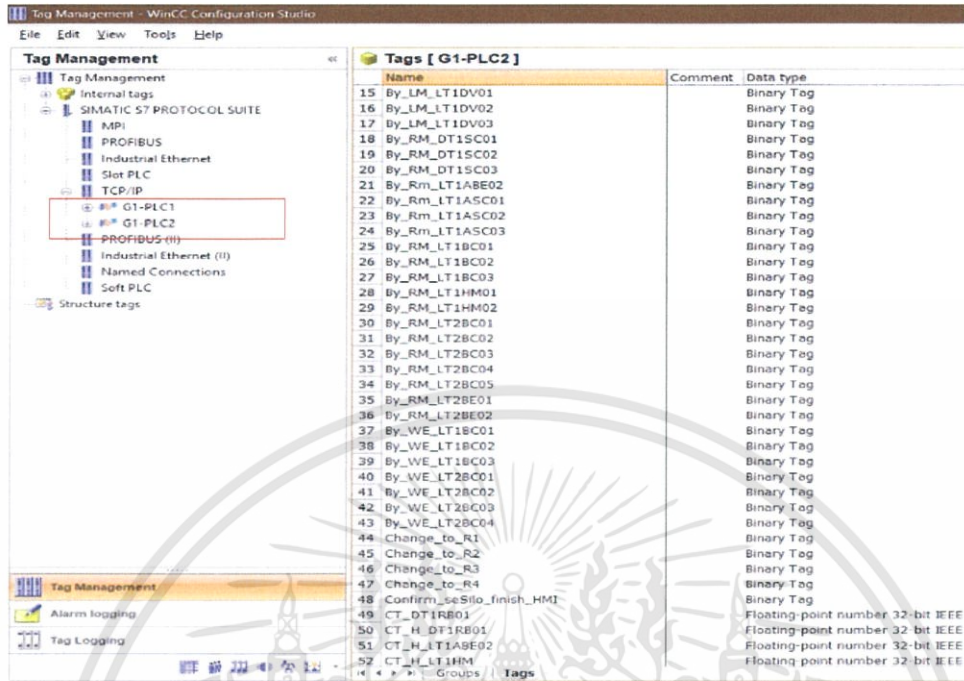 Tag Management - WinCC Configuration Studio
File Edit View Tools Help
Tag Management «
Tag Management
Internal tags
SIMATIC S7 PROTOCOL SUITE
MPI
PROFIBUS
Industrial Ethernet
Slot PLC
TCP/IP
G1-PLC1
G1-PLC2
PROFIBUS (II)
Industrial Ethernet (II)
Named Connections
Soft PLC
Structure tags
Tag Management
Alarm logging
Tag Logging
Tags [ G1-PLC2 ]
Name Comment Data type
15 By_LM_LT1DV01 Binary Tag
16 By_LM_LT1DV02 Binary Tag
17 By_LM_LT1DV03 Binary Tag
18 By_RM_DT1SC01 Binary Tag
19 By_RM_DT1SC02 Binary Tag
20 By_RM_DT1SC03 Binary Tag
21 By_Rm_LT1ABE02 Binary Tag
22 By_Rm_LT1ASC01 Binary Tag
23 By_Rm_LT1ASC02 Binary Tag
24 By_Rm_LT1ASC03 Binary Tag
25 By_RM_LT1BC01 Binary Tag
26 By_RM_LT1BC02 Binary Tag
27 By_RM_LT1BC03 Binary Tag
28 By_RM_LT1HM01 Binary Tag
29 By_RM_LT1HM02 Binary Tag
30 By_RM_LT2BC01 Binary Tag
31 By_RM_LT2BC02 Binary Tag
32 By_RM_LT2BC03 Binary Tag
33 By_RM_LT2BC04 Binary Tag
34 By_RM_LT2BC05 Binary Tag
35 By_RM_LT2BE01 Binary Tag
36 By_RM_LT2BE02 Binary Tag
37 By_WE_LT1BC01 Binary Tag
38 By_WE_LT1BC02 Binary Tag
39 By_WE_LT1BC03 Binary Tag
40 By_WE_LT2BC01 Binary Tag
41 By_WE_LT2BC02 Binary Tag
42 By_WE_LT2BC03 Binary Tag
43 By_WE_LT2BC04 Binary Tag
44 Change_to_R1 Binary Tag
45 Change_to_R2 Binary Tag
46 Change_to_R3 Binary Tag
47 Change_to_R4 Binary Tag
48 Confirm_seSilo_finish_HMI Binary Tag
49 CT_DT1RB01 Floating-point number 32-bit IEEE
50 CT_H_DT1RB01 Floating-point number 32-bit IEEE
51 CT_H_LT1ABE02 Floating-point number 32-bit IEEE
52 CT_H_LT1HM Floating-point number 32-bit IEEE
Groups Tags